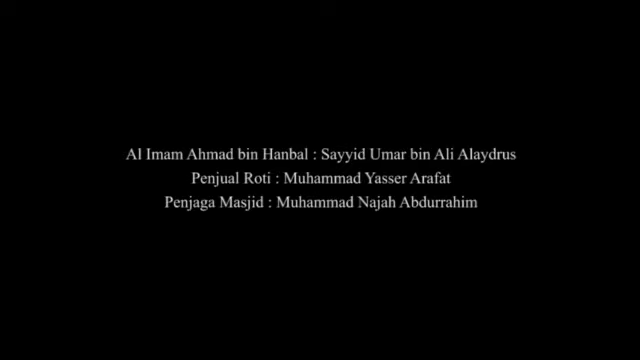 Al Imam Ahmad bin Hanbal : Sayyid Umar bin Ali Alaydrus
Penjual Roti : Muhammad Yasser Arafat
Penjaga Masjid : Muhammad Najah Abdurrahim